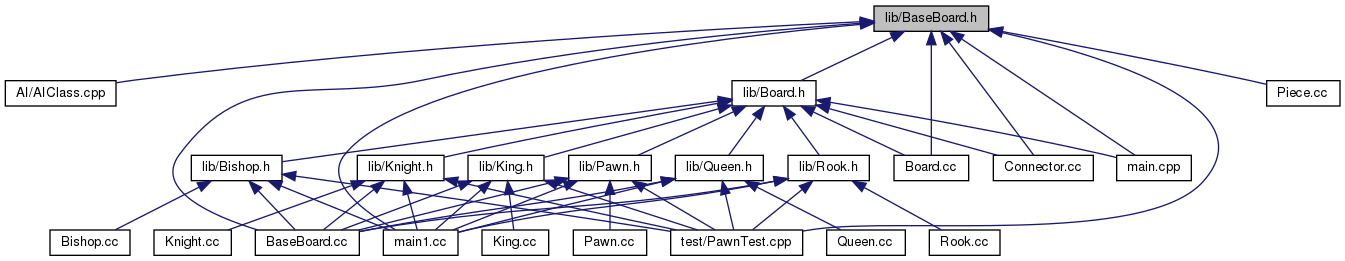 lib/BaseBoard.h
AI/AIClass.cpp
lib/Board.h
Piece.cc
lib/Bishop.h
lib/Knight.h
lib/King.h
lib/Pawn.h
lib/Queen.h
lib/Rook.h
Board.cc
Connector.cc
main.cpp
Bishop.cc
Knight.cc
BaseBoard.cc
main1.cc
King.cc
Pawn.cc
test/PawnTest.cpp
Queen.cc
Rook.cc